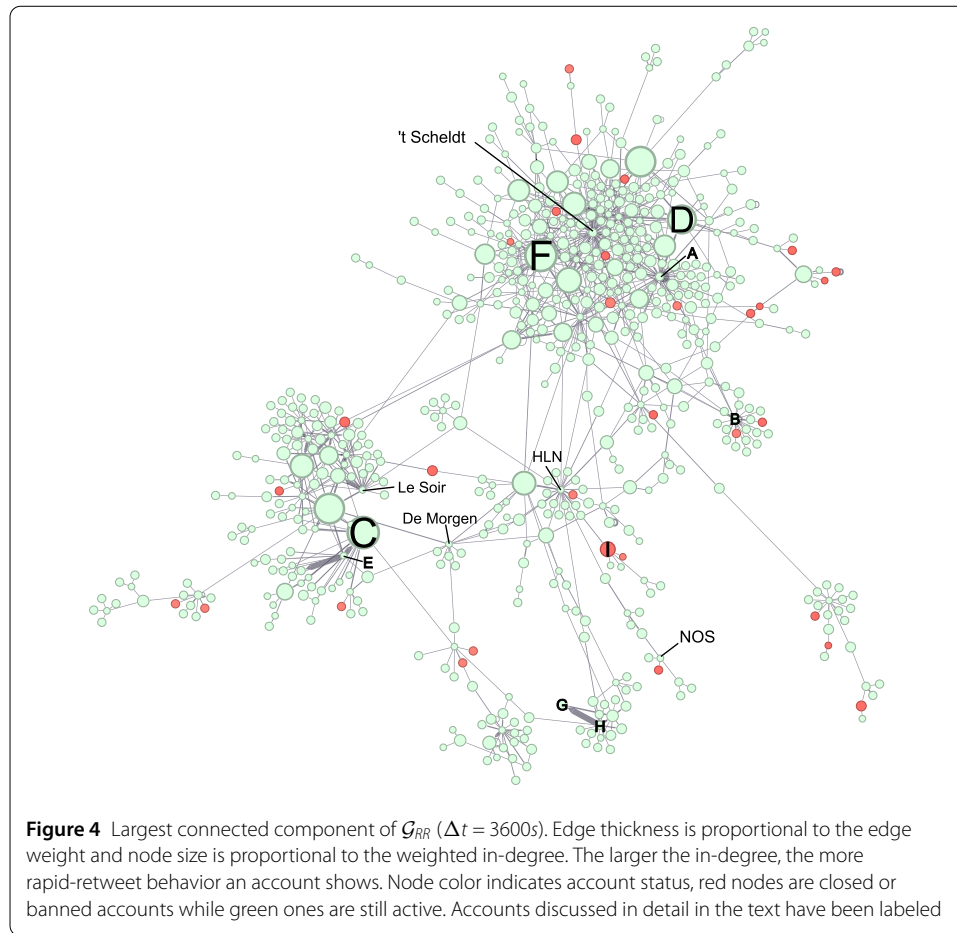 't Scheldt
D
F
A
B
HLN
Le Soir
De Morgen
C
E
I
NOS
G
H
Figure 4 Largest connected component of 𝒢RR (Δt = 3600s). Edge thickness is proportional to the edge
weight and node size is proportional to the weighted in-degree. The larger the in-degree, the more
rapid-retweet behavior an account shows. Node color indicates account status, red nodes are closed or
banned accounts while green ones are still active. Accounts discussed in detail in the text have been labeled